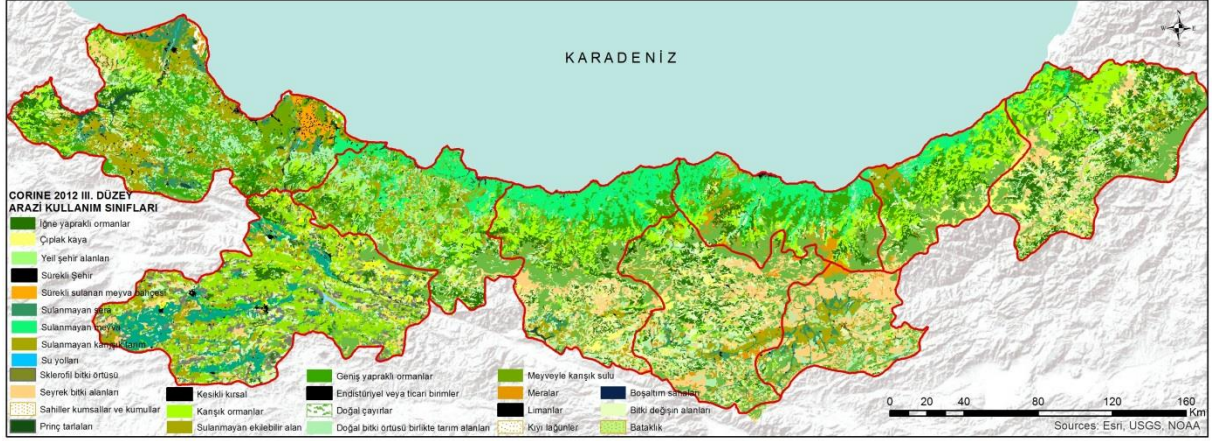 KARADENİZ
W
E
CORINE 2012 III. DÜZEY
ARAZİ KULLANIM SINIFLARI
İğne yapraklı ormanlar
Çıplak kaya
Yeil şehir alanları
Sürekli Şehir
Sürekli sulanan meyva bahçesi
Sulanmayan sera
Sulanmayan meyva
Sulanmayan karışık tarım
Su yolları
Sklerofil bitki örtüsü
Seyrek bitki alanları
Sahiller kumsallar ve kumullar
Prinç tarlaları
Kesikli kırsal
Karışık ormanlar
Sulanmayan ekilebilir alan
Geniş yapraklı ormanlar
Endistüriyel veya ticari birimler
Doğal çayırlar
Doğal bitki örtüsü birlikte tarım alanları
Meyveyle karışık sulu
Meralar
Limanlar
Kıyı lagünler
Boşaltım sahaları
Bitki değişin alanları
Bataklık
0 20 40 80 120 160
Km
Sources: Esri, USGS, NOAA